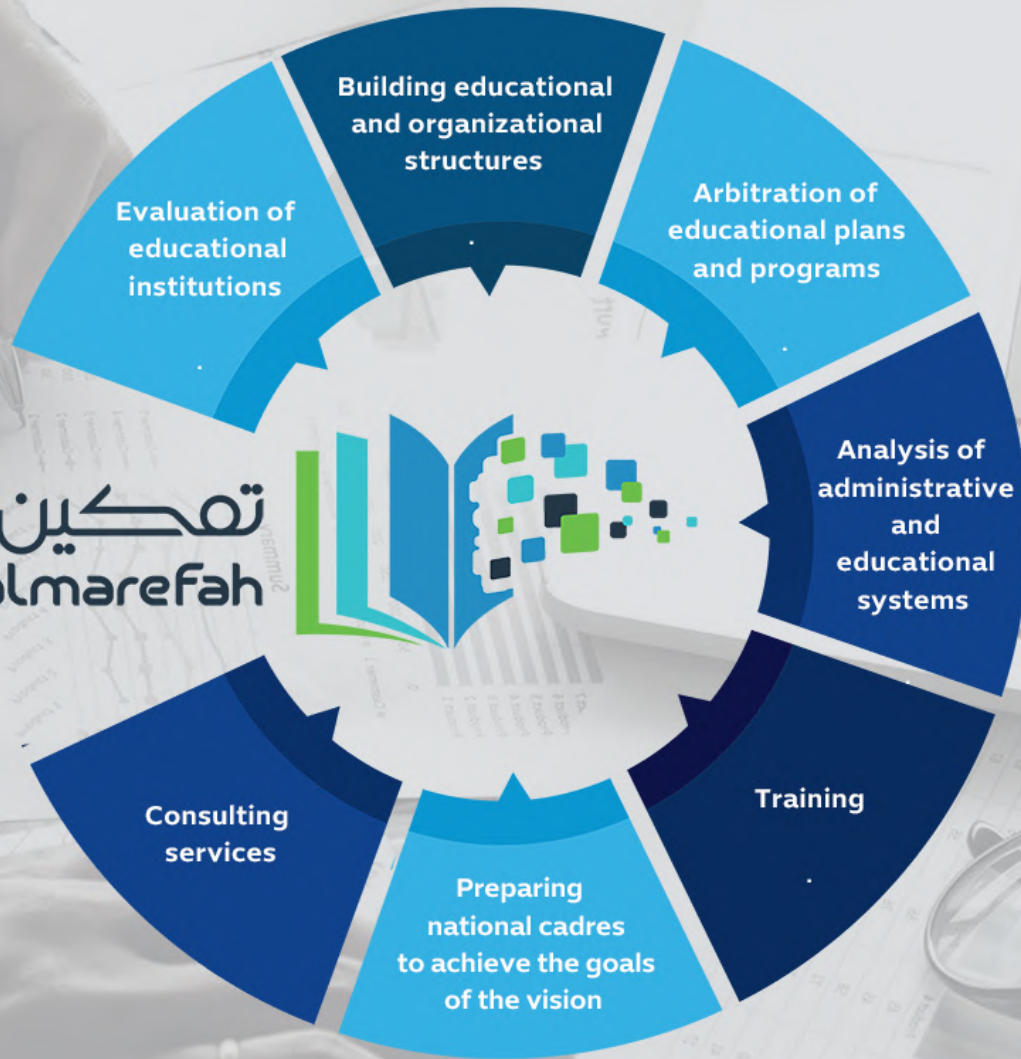 Building educational
and organizational
structures
Arbitration of
educational plans
and programs
Evaluation of
educational
institutions
Analysis of
administrative
and
educational
systems
تمكين
almarefah
Training
Consulting
services
Preparing
national cadres
to achieve the goals
of the vision